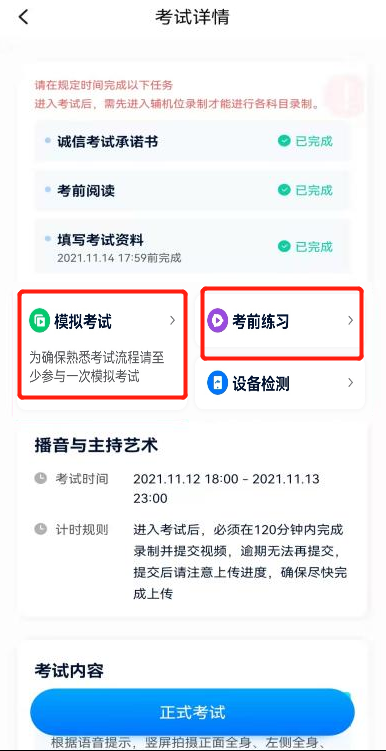 考试详情
请在规定时间完成以下任务
进入考试后，需先进入辅机位录制才能进行各科目录制。
诚信考试承诺书
已完成
考前阅读
已完成
填写考试资料
2021.11.14 17:59前完成
已完成
模拟考试
为确保熟悉考试流程请至
少参与一次模拟考试
考前练习
设备检测
播音与主持艺术
考试时间
2021.11.12 18:00 - 2021.11.13
23:00
计时规则
进入考试后，必须在120分钟内完成
录制并提交视频，逾期无法再提交，
提交后请注意上传进度，确保尽快完
成上传
考试内容
正式考试
根据语音提示，竖屏拍摄正面全身、左侧全身、